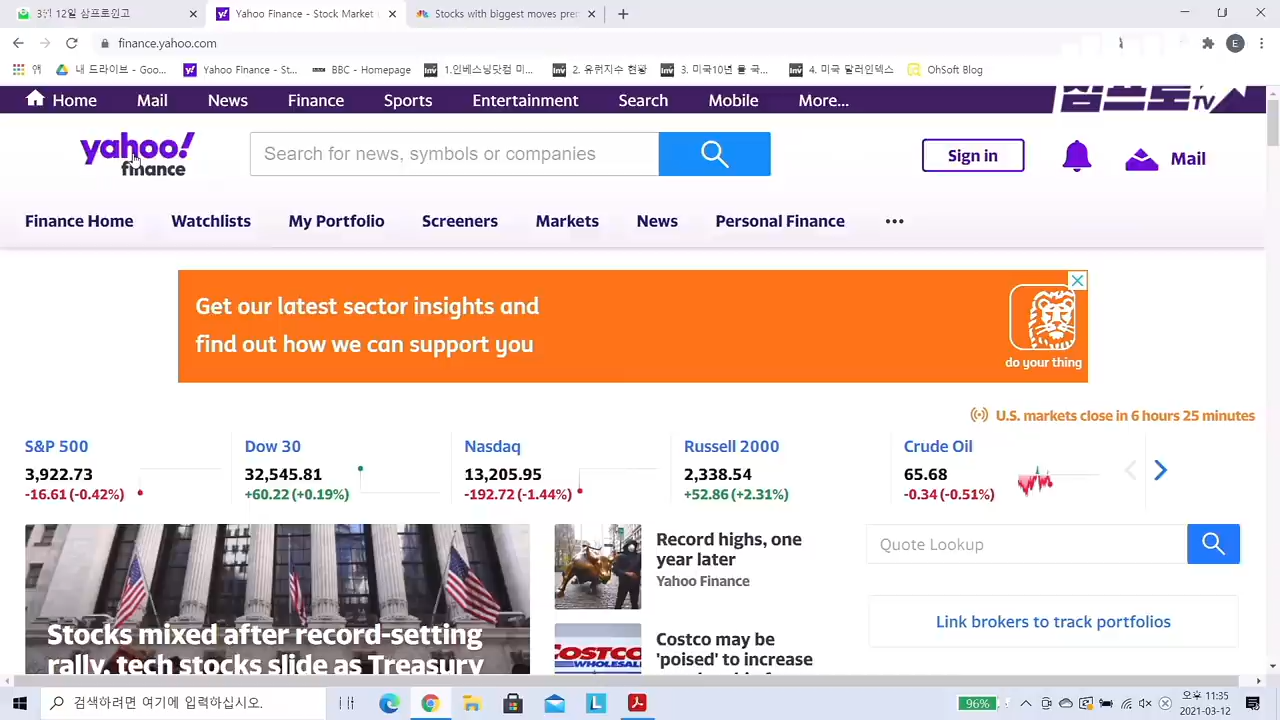 3월 12일 삼프로원고
Yahoo Finance - Stock Market
Stocks with biggest moves pre
finance.yahoo.com
E
앱
내 드라이브 - Goo...
Yahoo Finance - St...
BBC - Homepage
1.인베스팅닷컴 미...
2. 유뮈지수 현황
3. 미국10년 물 국...
4. 미국 달러인덱스
OhSoft Blog
Home
Mail
News
Finance
Sports
Entertainment
Search
Mobile
More...
삼프로TV
yahoo!
finance
Search for news, symbols or companies
Sign in
Mail
Finance Home
Watchlists
My Portfolio
Screeners
Markets
News
Personal Finance
Get our latest sector insights and
find out how we can support you
do your thing
U.S. markets close in 6 hours 25 minutes
S&P 500
3,922.73
-16.61 (-0.42%)
Dow 30
32,545.81
+60.22 (+0.19%)
Nasdaq
13,205.95
-192.72 (-1.44%)
Russell 2000
2,338.54
+52.86 (+2.31%)
Crude Oil
65.68
-0.34 (-0.51%)
Stocks mixed after record-setting
rally, tech stocks slide as Treasury
Record highs, one
year later
Yahoo Finance
COSTCO
WHOLESALE
Costco may be
'poised' to increase
Quote Lookup
Link brokers to track portfolios
검색하려면 여기에 입력하십시오.
96%
오후 11:35
2021-03-12